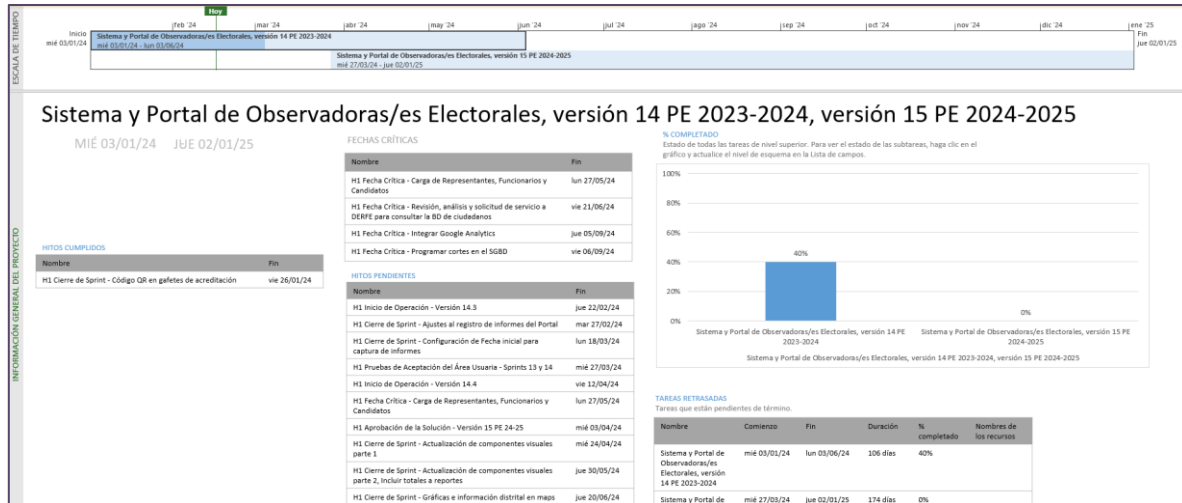 ESCALA DE TIEMPO
Hoy
feb '24
mar '24
abr '24
may '24
jun '24
jul '24
ago '24
sep '24
oct '24
nov '24
dic '24
ene '25
Inicio
mié 03/01/24
Sistema y Portal de Observadoras/es Electorales, versión 14 PE 2023-2024
mié 03/01/24 - lun 03/06/24
Sistema y Portal de Observadoras/es Electorales, versión 15 PE 2024-2025
mié 27/03/24 - jue 02/01/25
Fin
jue 02/01/25
INFORMACIÓN GENERAL DEL PROYECTO
Sistema y Portal de Observadoras/es Electorales, versión 14 PE 2023-2024, versión 15 PE 2024-2025
MIÉ 03/01/24 JUE 02/01/25
HITOS CUMPLIDOS
Nombre Fin
H1 Cierre de Sprint - Código QR en gafetes de acreditación vie 26/01/24
FECHAS CRÍTICAS
Nombre Fin
H1 Fecha Crítica - Carga de Representantes, Funcionarios y lun 27/05/24
Candidatos
H1 Fecha Crítica - Revisión, análisis y solicitud de servicio a vie 21/06/24
DERFE para consultar la BD de ciudadanos
H1 Fecha Crítica - Integrar Google Analytics jue 05/09/24
H1 Fecha Crítica - Programar cortes en el SGBD vie 06/09/24
HITOS PENDIENTES
Nombre Fin
H1 Inicio de Operación - Versión 14.3 jue 22/02/24
H1 Cierre de Sprint - Ajustes al registro de informes del Portal mar 27/02/24
H1 Cierre de Sprint - Configuración de Fecha inicial para lun 18/03/24
captura de informes
H1 Pruebas de Aceptación del Área Usuaria - Sprints 13 y 14 mié 27/03/24
H1 Inicio de Operación - Versión 14.4 vie 12/04/24
H1 Fecha Crítica - Carga de Representantes, Funcionarios y lun 27/05/24
Candidatos
H1 Aprobación de la Solución - Versión 15 PE 24-25 mié 03/04/24
H1 Cierre de Sprint - Actualización de componentes visuales mié 24/04/24
parte 1
H1 Cierre de Sprint - Actualización de componentes visuales jue 30/05/24
parte 2, Incluir totales a reportes
H1 Cierre de Sprint - Gráficas e información distrital en maps jue 20/06/24
% COMPLETADO
Estado de todas las tareas de nivel superior. Para ver el estado de las subtareas, haga clic en el
gráfico y actualice el nivel de esquema en la Lista de campos.
100%
80%
60%
40%
20%
0%
40%
0%
Sistema y Portal de Observadoras/es Electorales, versión 14 PE
2023-2024
Sistema y Portal de Observadoras/es Electorales, versión 15 PE
2024-2025
Sistema y Portal de Observadoras/es Electorales, versión 14 PE 2023-2024, versión 15 PE 2024-2025
TAREAS RETRASADAS
Tareas que están pendientes de término.
Nombre Comienzo Fin Duración % completado Nombres de los recursos
Sistema y Portal de mié 03/01/24 lun 03/06/24 106 días 40%
Observadoras/es
Electorales, versión
14 PE 2023-2024
Sistema y Portal de mié 27/03/24 jue 02/01/25 174 días 0%